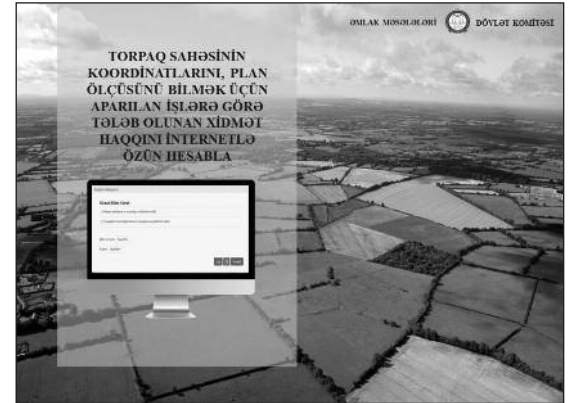 ƏMLAK MƏSƏLƏLƏRİ DÖVLƏT KOMİTƏSİ
TORPAQ SAHƏSİNİN
KOORDİNATLARINI, PLAN
ÖLÇÜSÜNÜ BİLMƏK ÜÇÜN
APARILAN İŞLƏRƏ GÖRƏ
TƏLƏB OLUNAN XİDMƏT
HAQQINI İNTERNETLƏ
ÖZÜN HESABLA